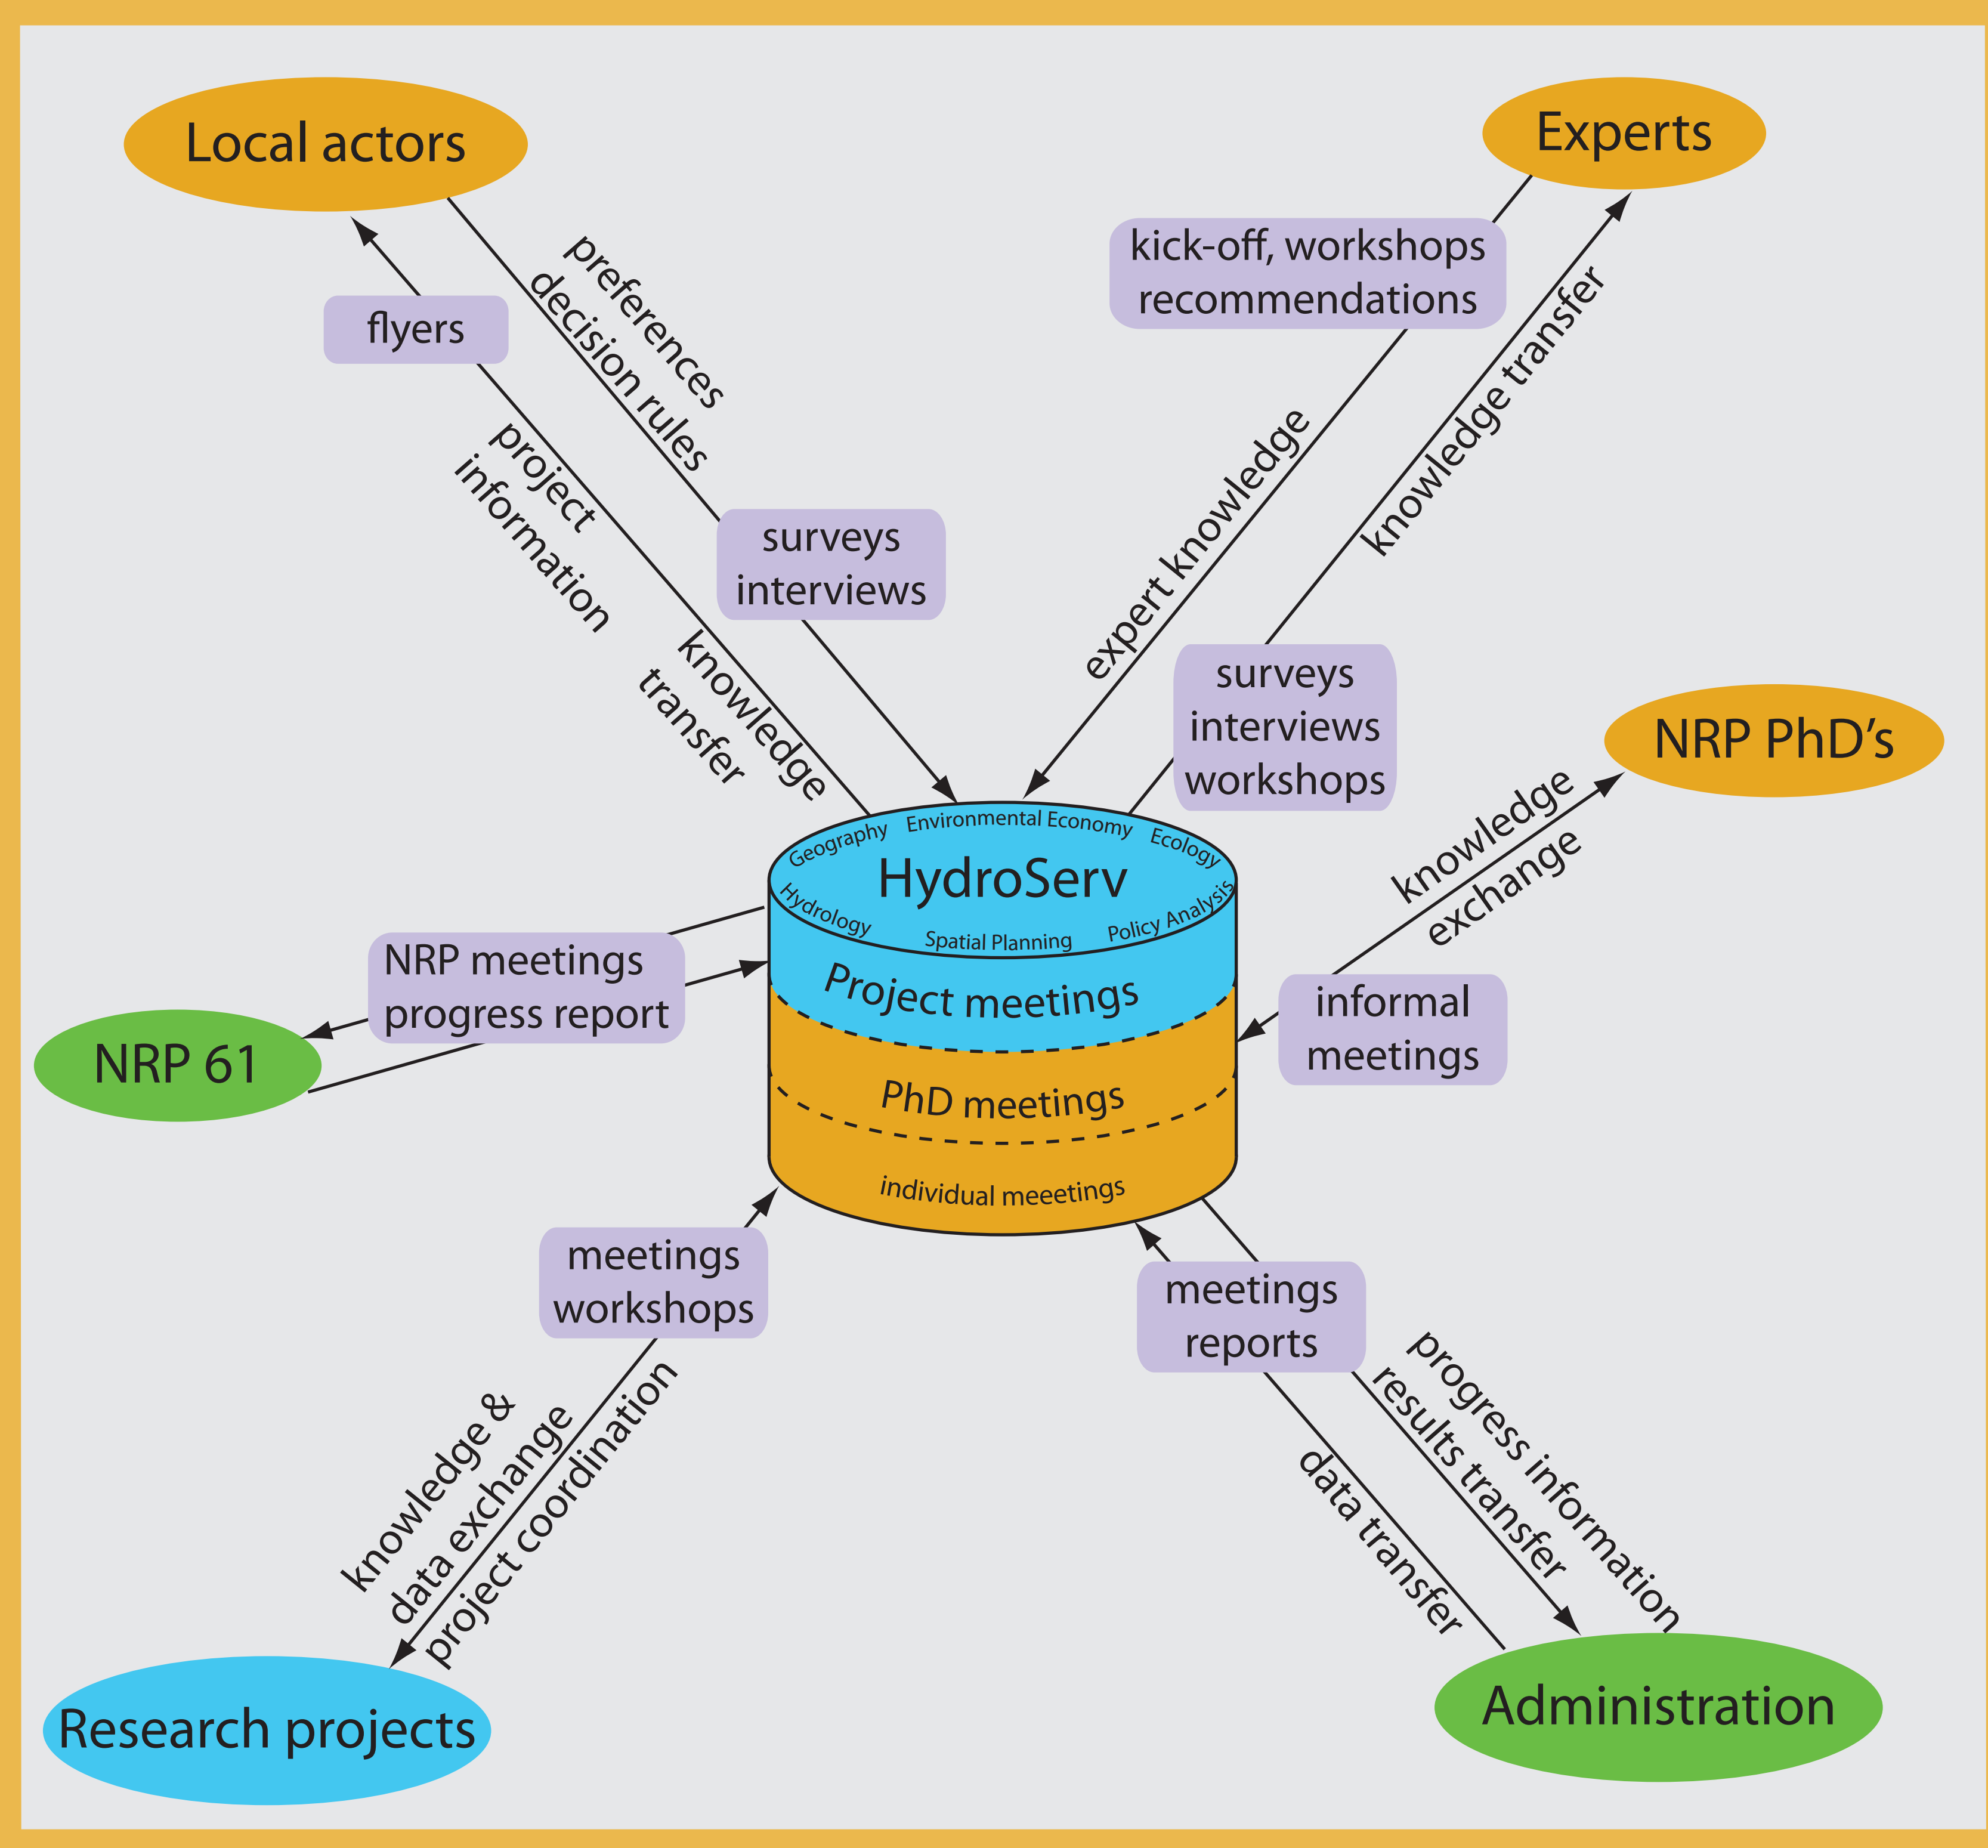 Local actors
Experts
kick-off, workshops
recommendations
flyers
preferences
decision rules
project
information
surveys
interviews
knowledge
transfer
expert knowledge
knowledge transfer
surveys
interviews
workshops
NRP PhD's
knowledge
exchange
informal
meetings
Geography
Environmental Economy
Ecology
HydroServ
Hydrology
Spatial Planning
Policy Analysis
Project meetings
PhD meetings
individual meeetings
NRP meetings
progress report
NRP 61
meetings
workshops
knowledge &
data exchange
project coordination
Research projects
meetings
reports
progress information
results transfer
data transfer
Administration